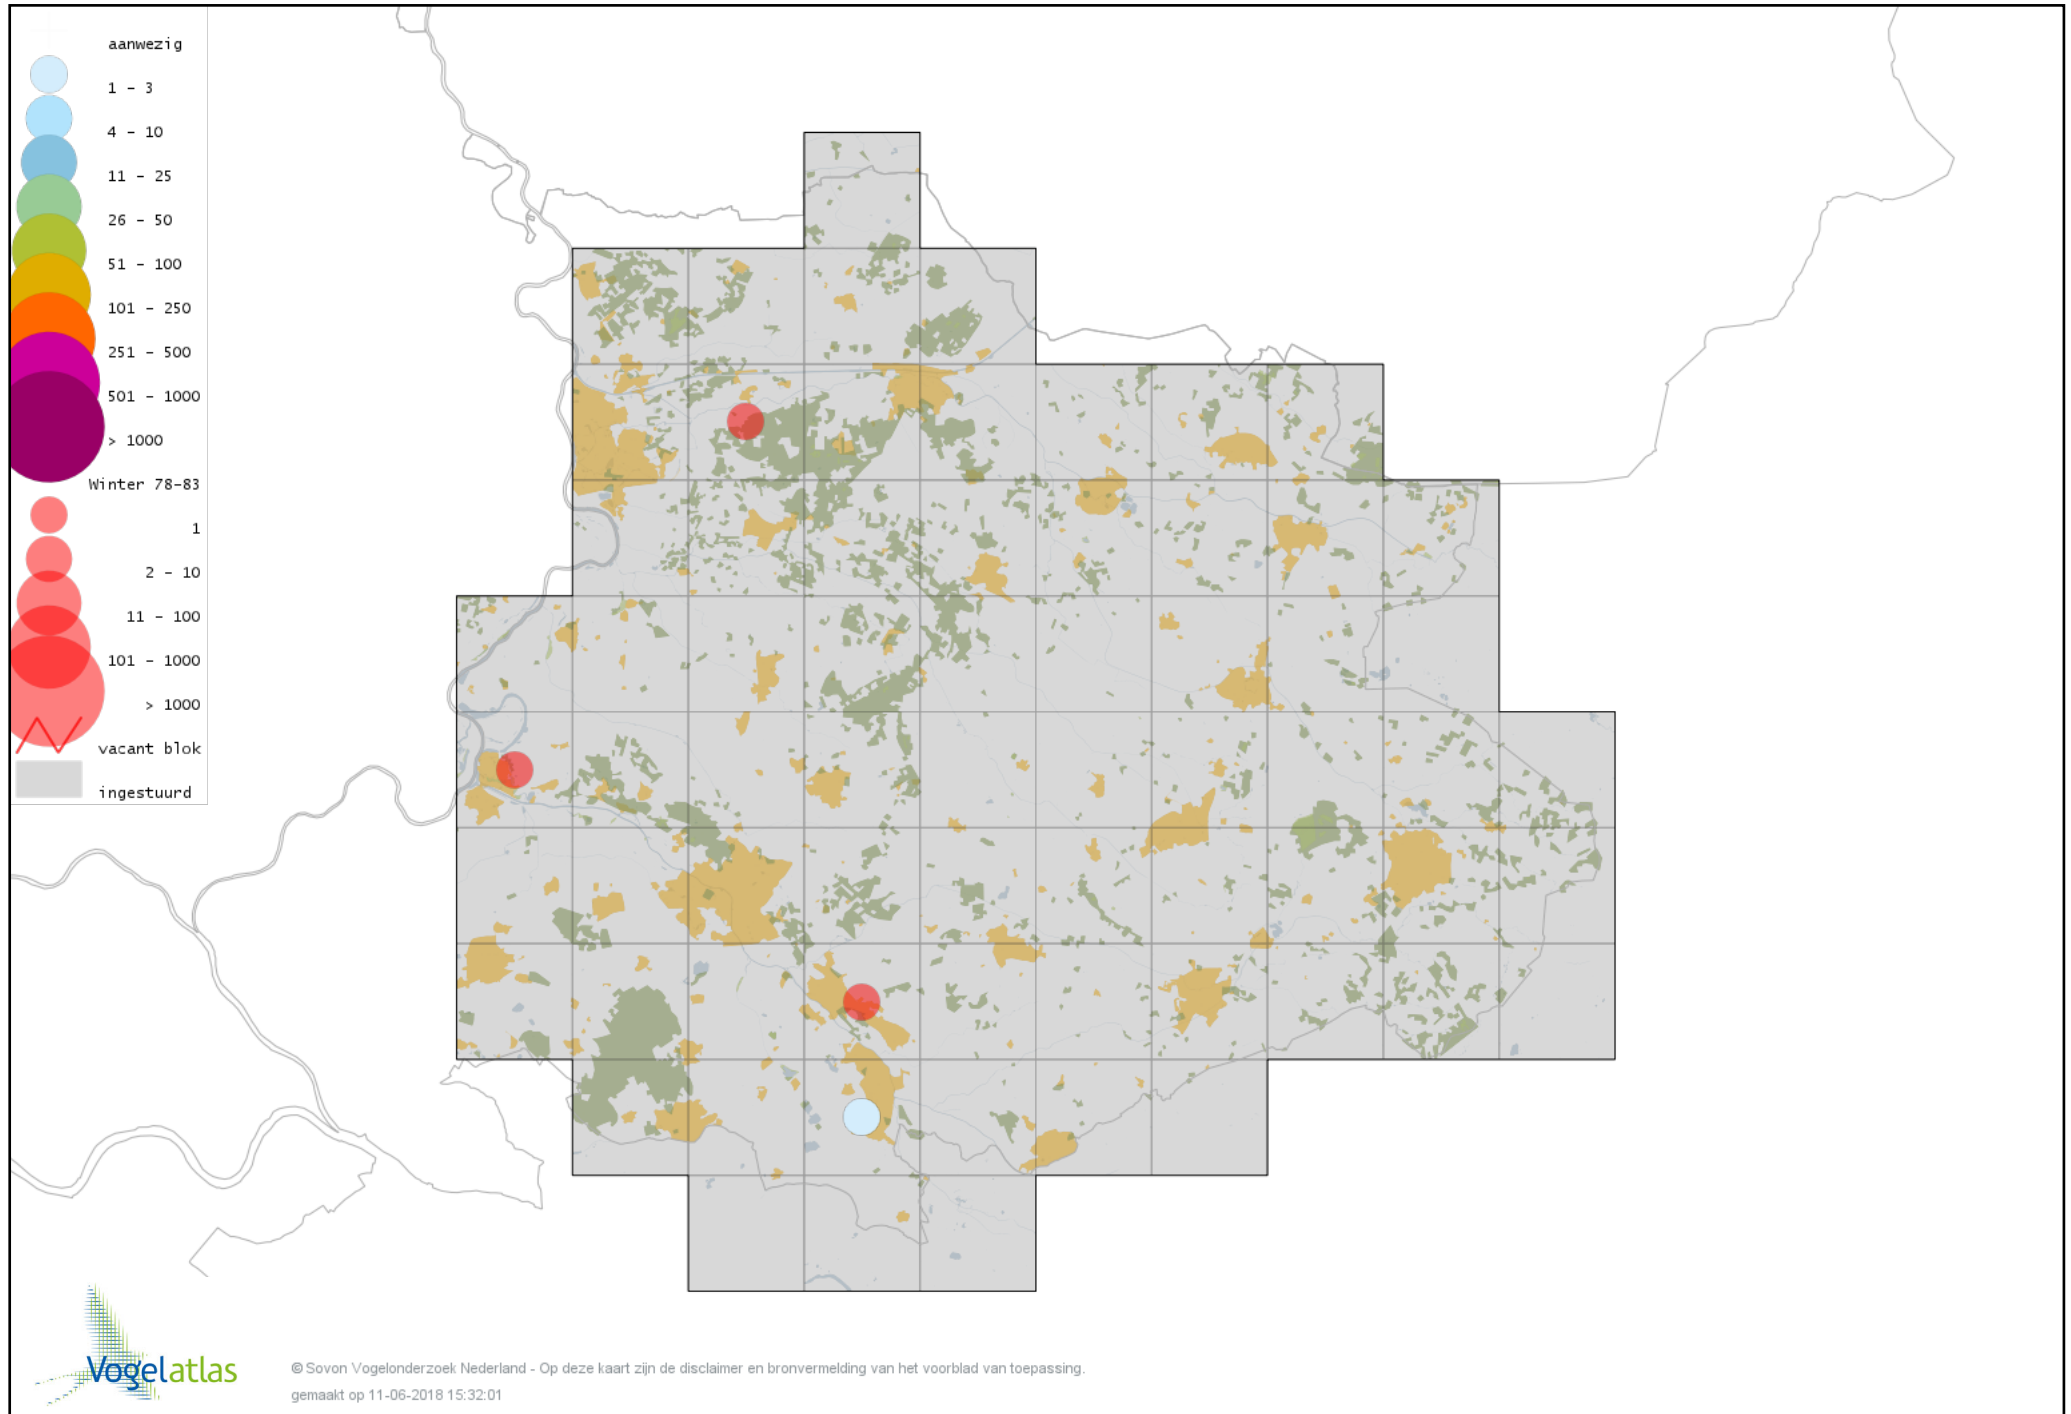 aanwezig
1 - 3
4 - 10
11 - 25
26 - 50
51 - 100
101 - 250
251 - 500
501 - 1000
> 1000
Winter 78-83
1
2 - 10
11 - 100
101 - 1000
> 1000
vacant blok
ingestuurd
Vogelatlas
© Sovon Vogelonderzoek Nederland - Op deze kaart zijn de disclaimer en bronvermelding van het voorblad van toepassing.
gemaakt op 11-06-2018 15:32:01